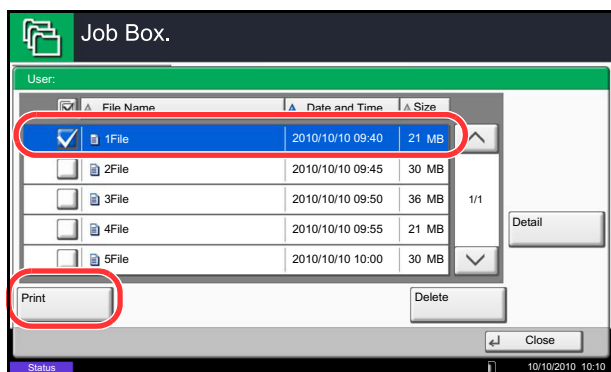 Job Box.
User:
File Name Date and Time Size
1File 2010/10/10 09:40 21 MB
2File 2010/10/10 09:45 30 MB
3File 2010/10/10 09:50 36 MB
1/1
4File 2010/10/10 09:55 21 MB
Detail
5File 2010/10/10 10:00 30 MB
Print Delete
Close
Status 10/10/2010 10:10